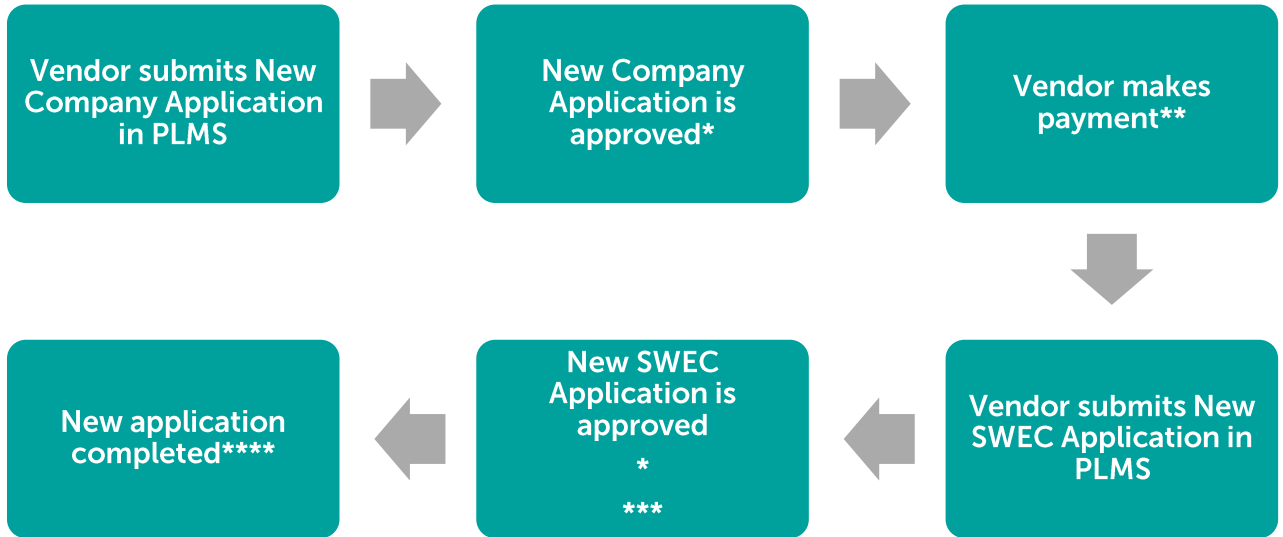 Vendor submits New
Company Application
in PLMS
New Company
Application is
approved*
Vendor makes
payment**
Vendor submits New
SWEC Application in
PLMS
New SWEC
Application is
approved
*
***
New application
completed****